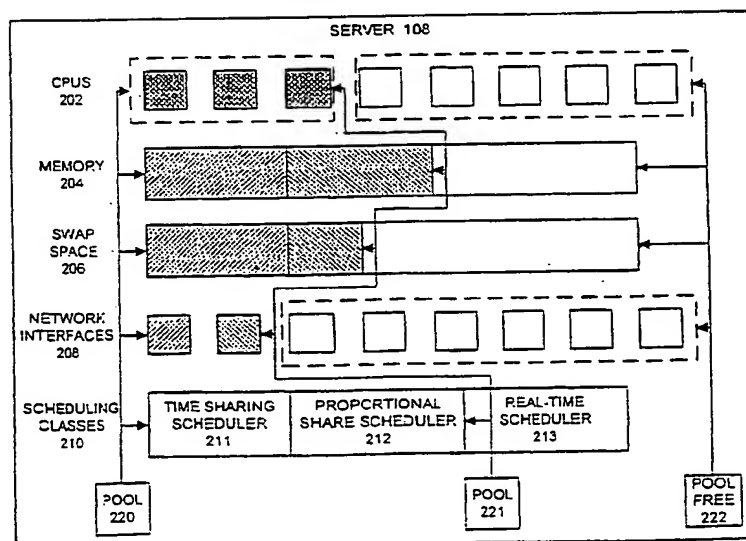 SERVER 108
CPUS
202
MEMORY
204
SWAP
SPACE
206
NETWORK
INTERFACES
208
SCHEDULING
CLASSES
210
TIME SHARING
SCHEDULER
211
PROPORTIONAL
SHARE SCHEDULER
212
REAL-TIME
SCHEDULER
213
POOL
220
POOL
221
POOL
FREE
222